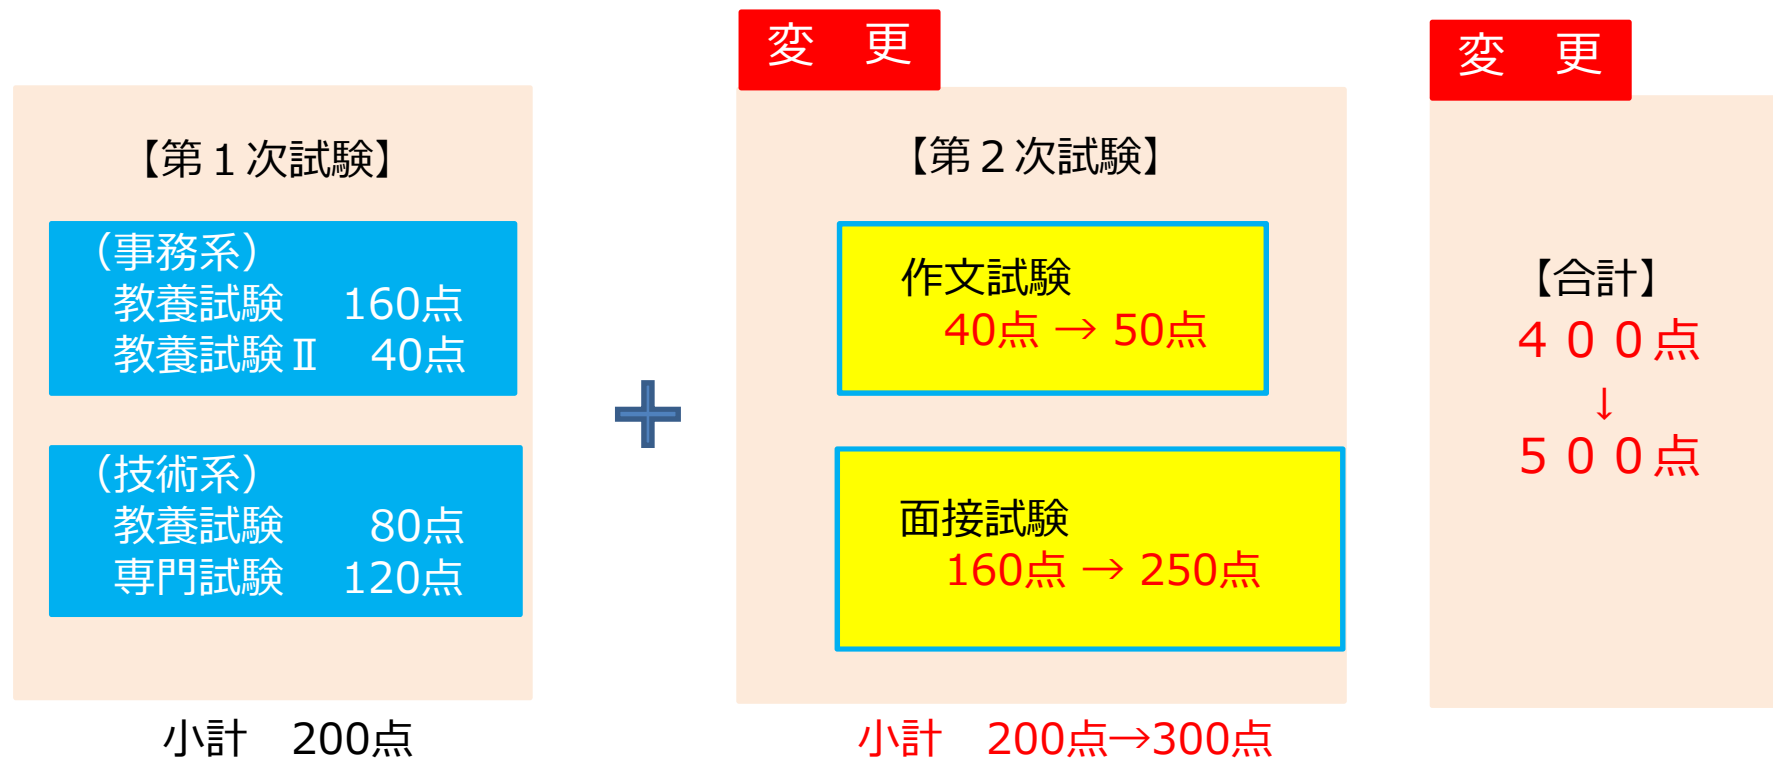 【第１次試験】
（事務系）
教養試験　160点
教養試験Ⅱ　40点
（技術系）
教養試験　80点
専門試験　120点
小計　200点
変　更
【第２次試験】
作文試験
40点 → 50点
面接試験
160点 → 250点
小計　200点→300点
変　更
【合計】
４００点
↓
５００点